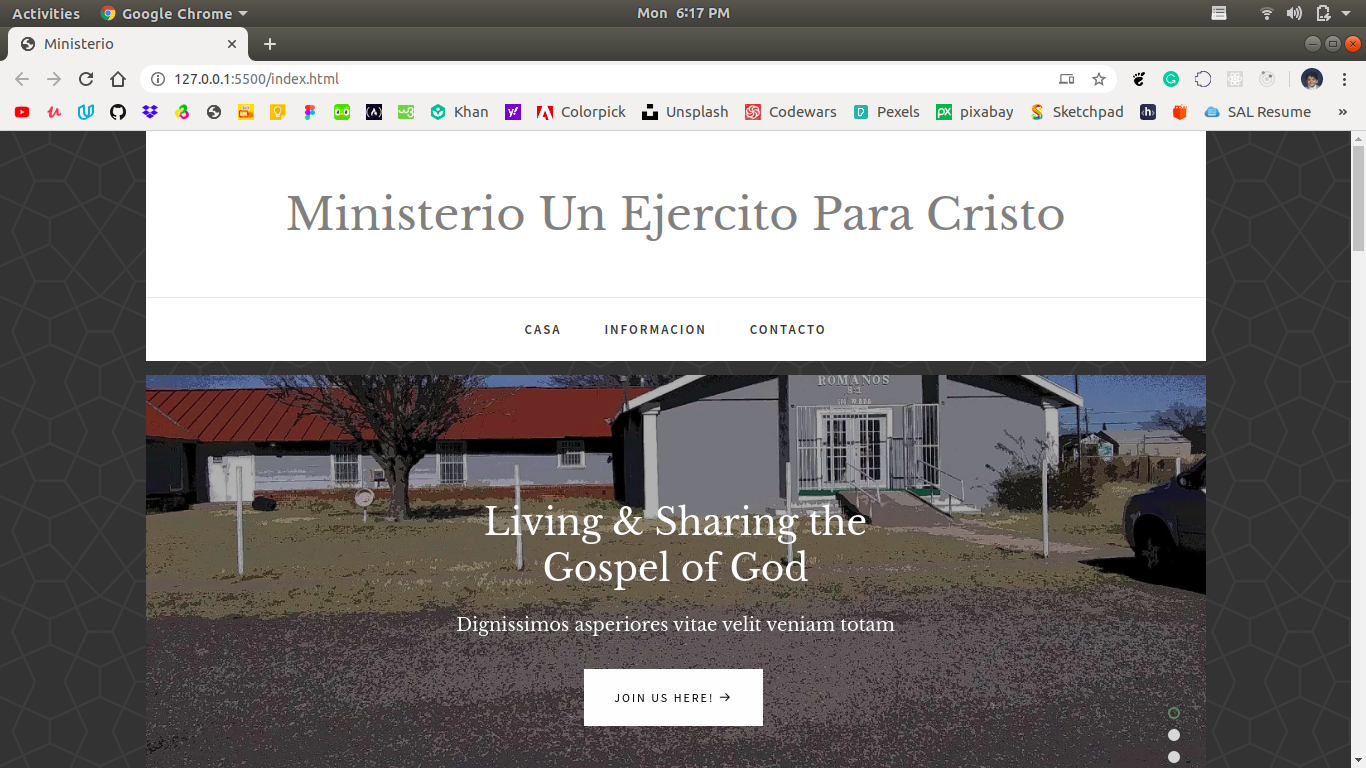 Activities
Google Chrome
Mon 6:17 PM
Ministerio
127.0.0.1:5500/index.html
Khan
Colorpick
Unsplash
Codewars
Pexels
pixabay
Sketchpad
SAL Resume
Ministerio Un Ejercito Para Cristo
CASA
INFORMACION
CONTACTO
ROMANOS
8:1
Living & Sharing the
Gospel of God
Dignissimos asperiores vitae velit veniam totam
JOIN US HERE!